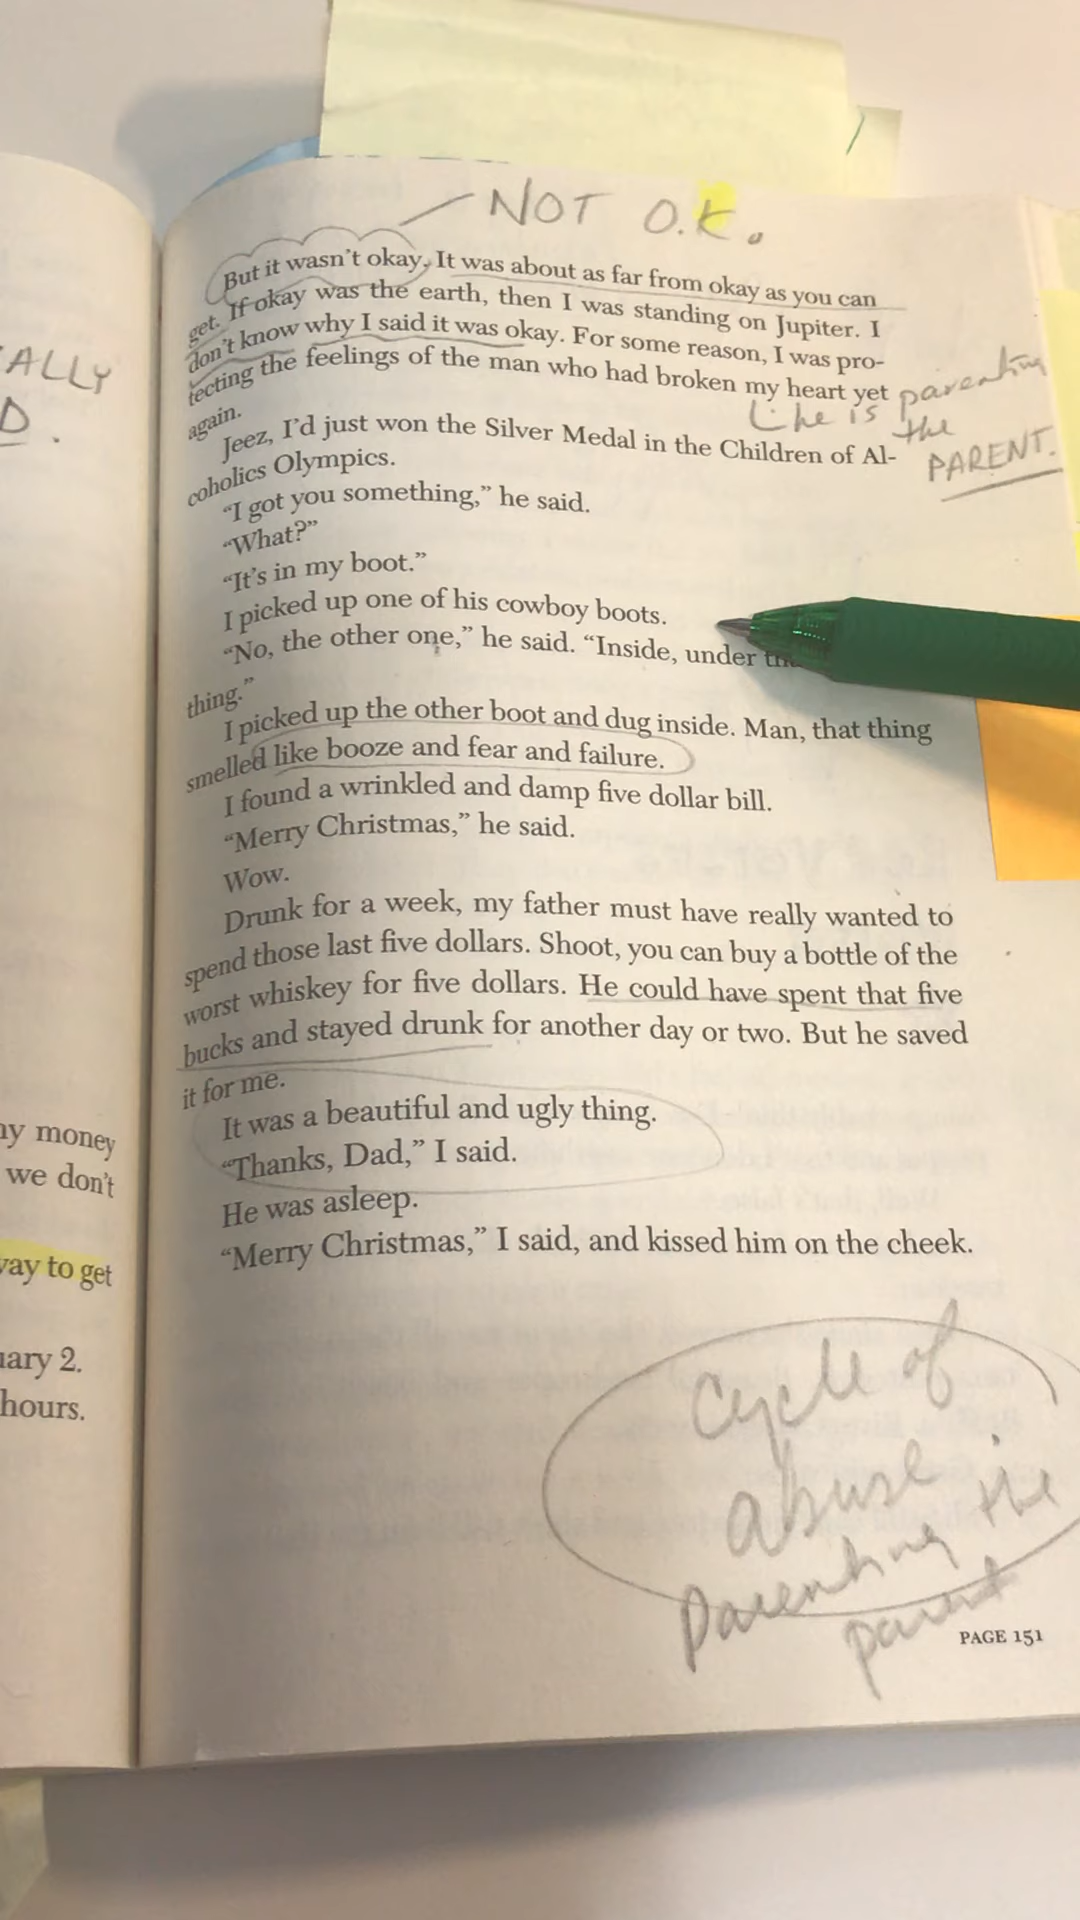 ALLY
D.
ny money
we don't
way to get
uary 2.
hours.
NOT O.K.
But it wasn't okay. It was about as far from okay as you can
get. If okay was the earth, then I was standing on Jupiter. I
don't know why I said it was okay. For some reason, I was pro-
tecting the feelings of the man who had broken my heart yet
again.
he is parenting
the
PARENT.
Jeez, I'd just won the Silver Medal in the Children of Al-
coholics Olympics.
"I got you something," he said.
"What?"
"It's in my boot."
I picked up one of his cowboy boots.
"No, the other one," he said. "Inside, under
thing."
I picked up the other boot and dug inside. Man, that thing
smelled like booze and fear and failure.
I found a wrinkled and damp five dollar bill.
"Merry Christmas," he said.
Wow.
Drunk for a week, my father must have really wanted to
spend those last five dollars. Shoot, you can buy a bottle of the
worst whiskey for five dollars. He could have spent that five
bucks and stayed drunk for another day or two. But he saved
it for me.
It was a beautiful and ugly thing.
"Thanks, Dad," I said.
He was asleep.
"Merry Christmas," I said, and kissed him on the cheek.
Cycle of
abuse
Parenting the
parent
PAGE 151